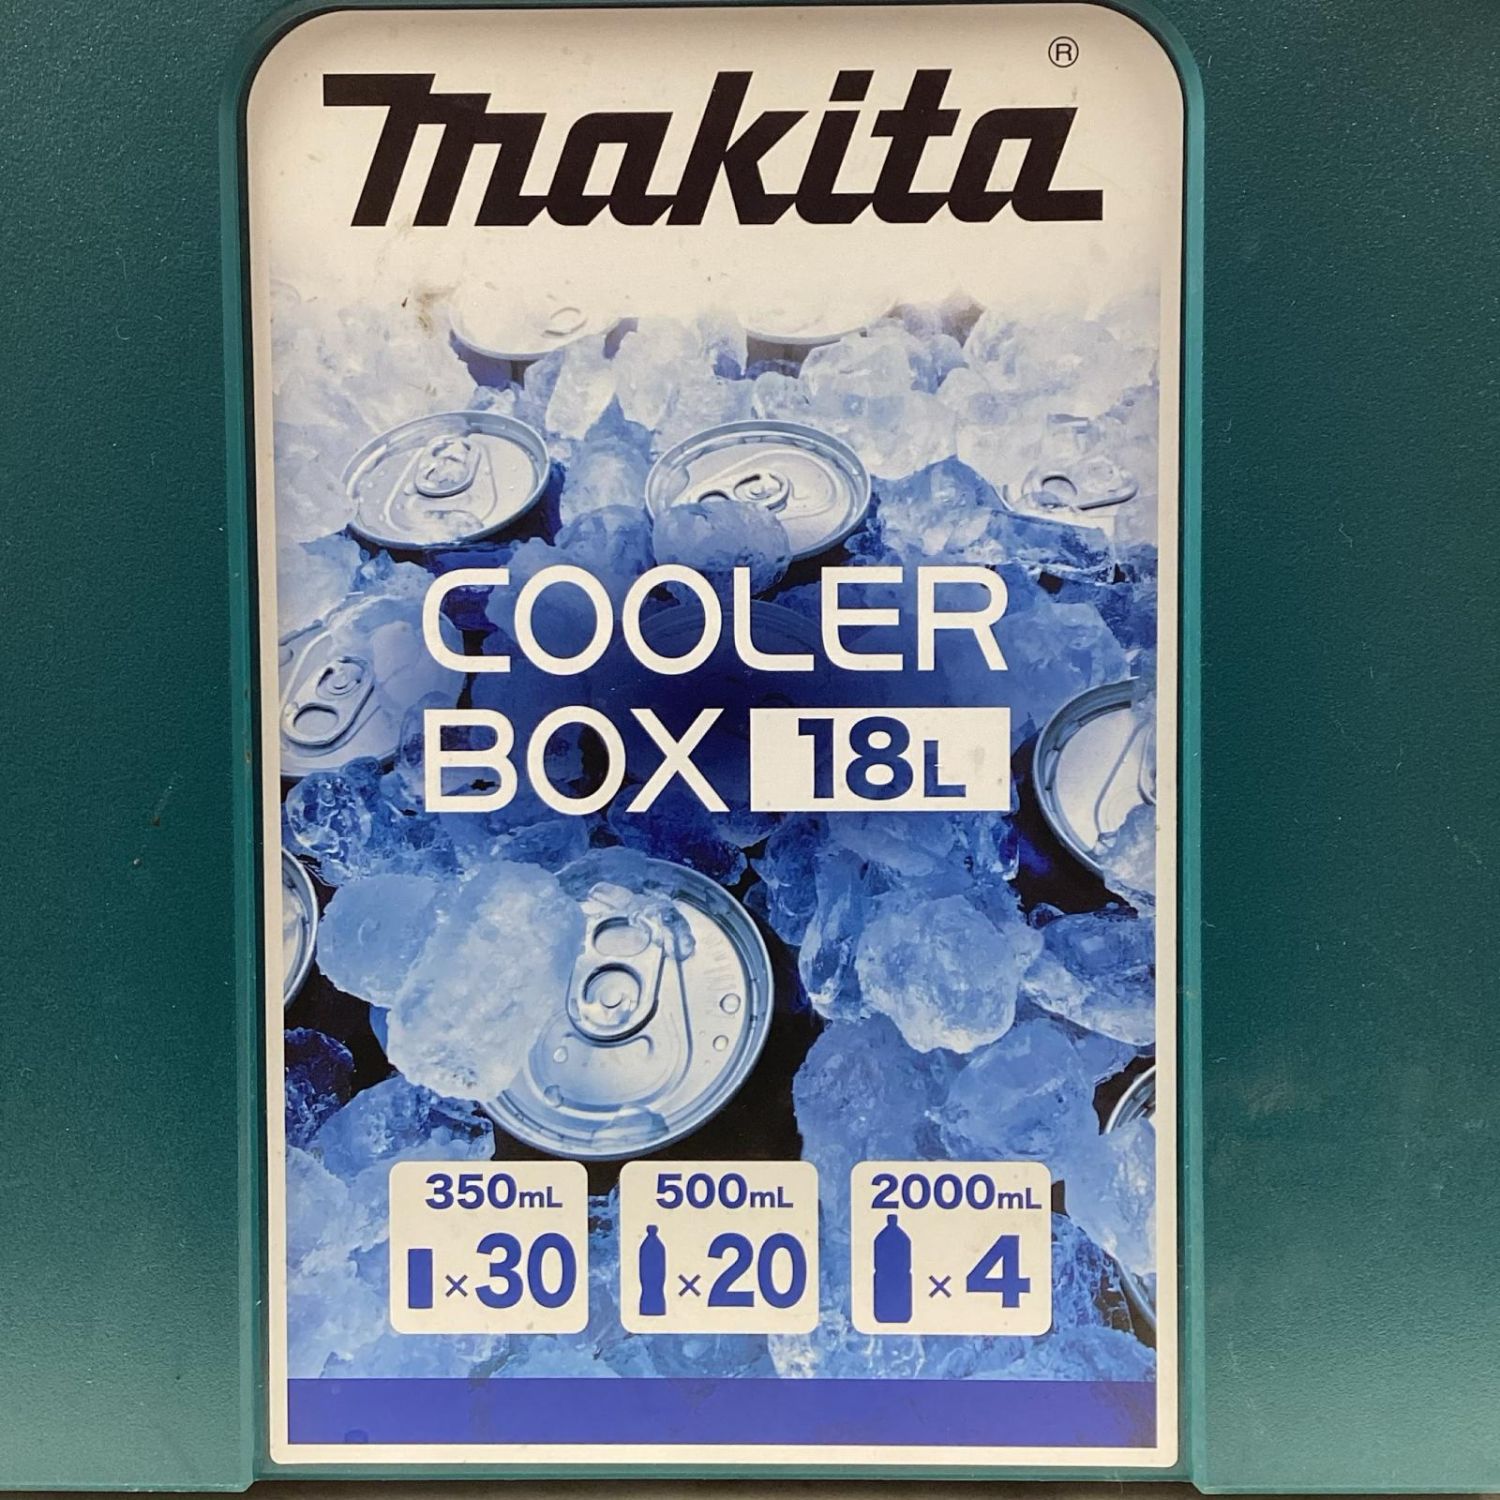 makita®
COOLER
BOX 18L
350mL 500mL 2000mL
×30 ×20 ×4